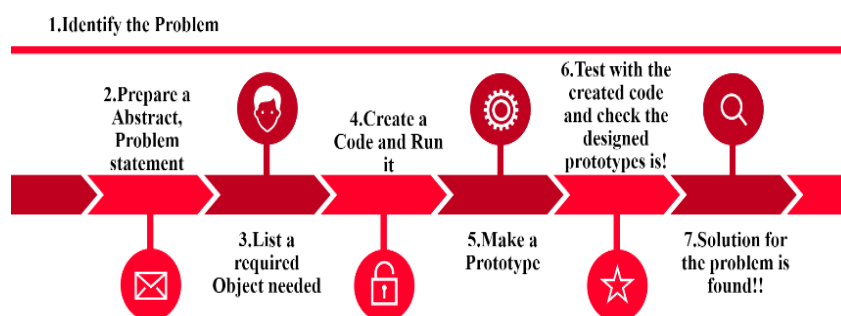 1.Identify the Problem
2.Prepare a
Abstract,
Problem
statement
3.List a
required
Object needed
4.Create a
Code and Run
it
5.Make a
Prototype
6.Test with the
created code
and check the
designed
prototypes is!
7.Solution for
the problem is
found!!